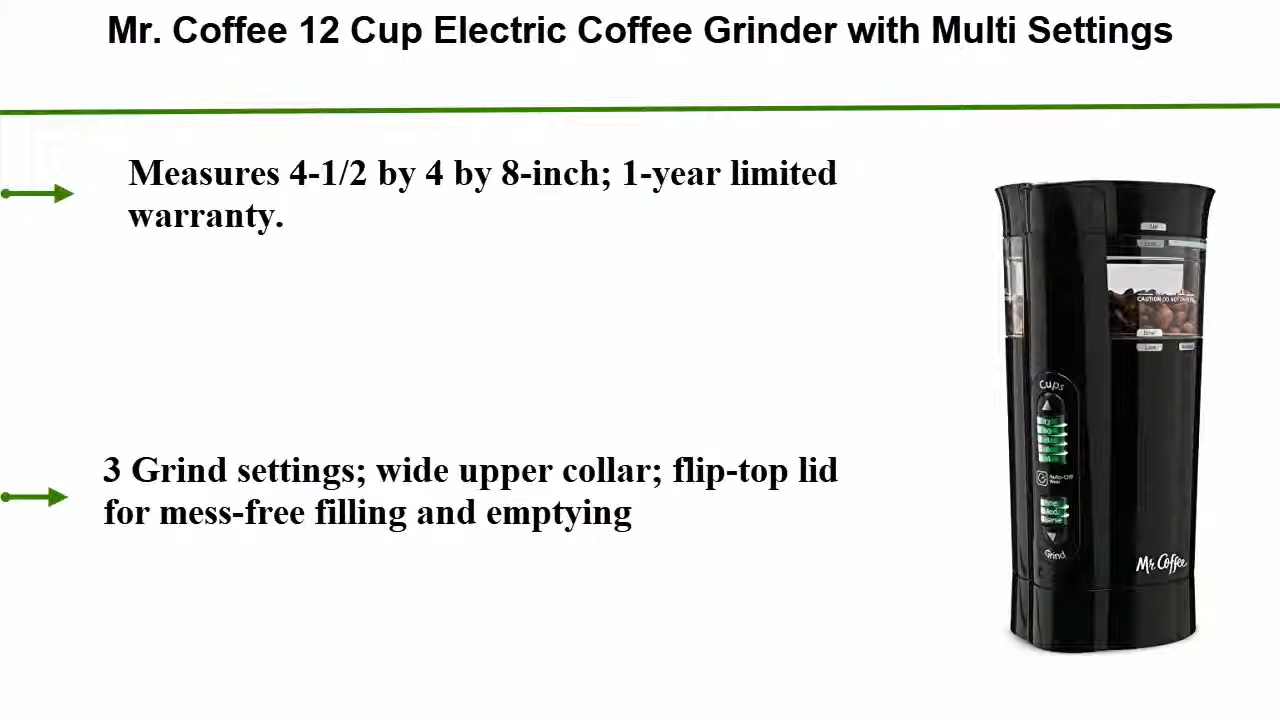 Mr. Coffee 12 Cup Electric Coffee Grinder with Multi Settings
Measures 4-1/2 by 4 by 8-inch; 1-year limited
warranty.
3 Grind settings; wide upper collar; flip-top lid
for mess-free filling and emptying
Cups
Auto-Off
Grind
Mr. Coffee